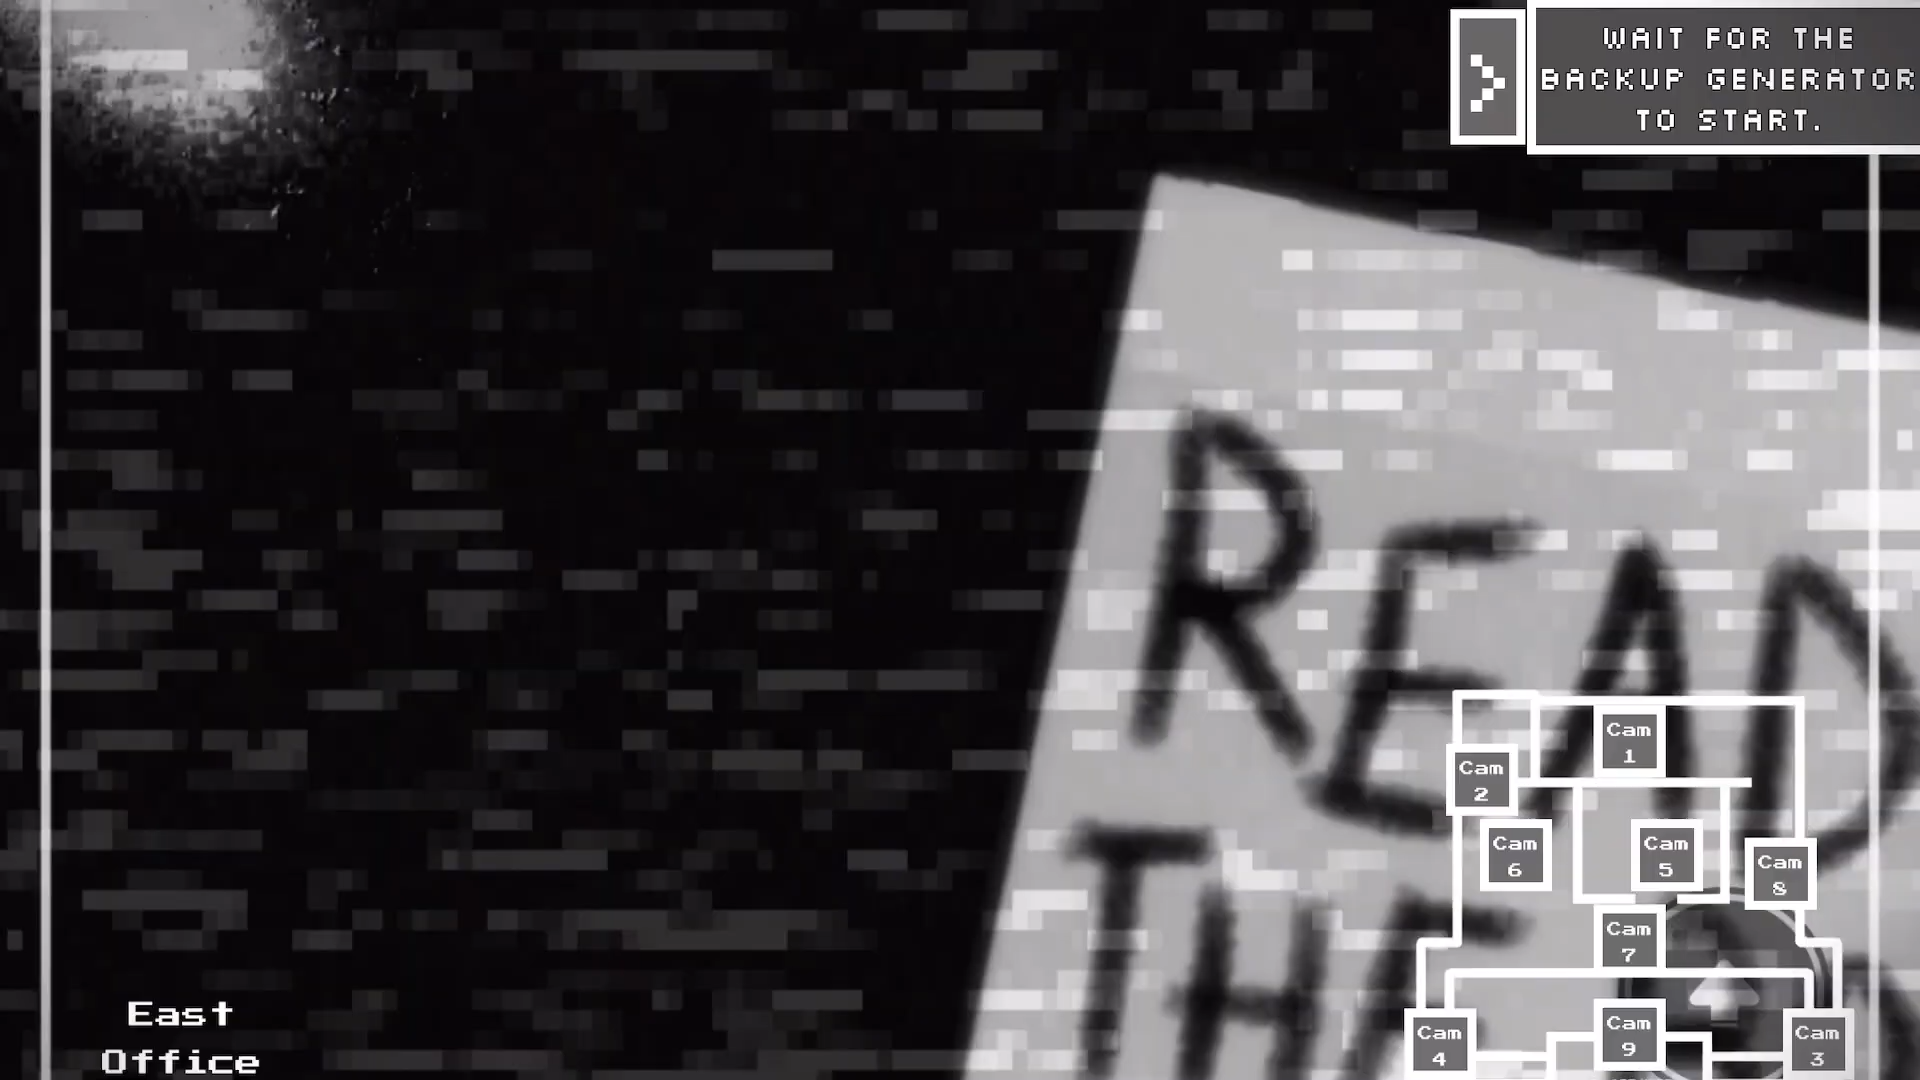 WAIT FOR THE
BACKUP GENERATOR
TO START.
READ
THE
Cam
1
Cam
2
Cam
6
Cam
5
Cam
8
Cam
7
Cam
4
Cam
9
Cam
3
East
Office